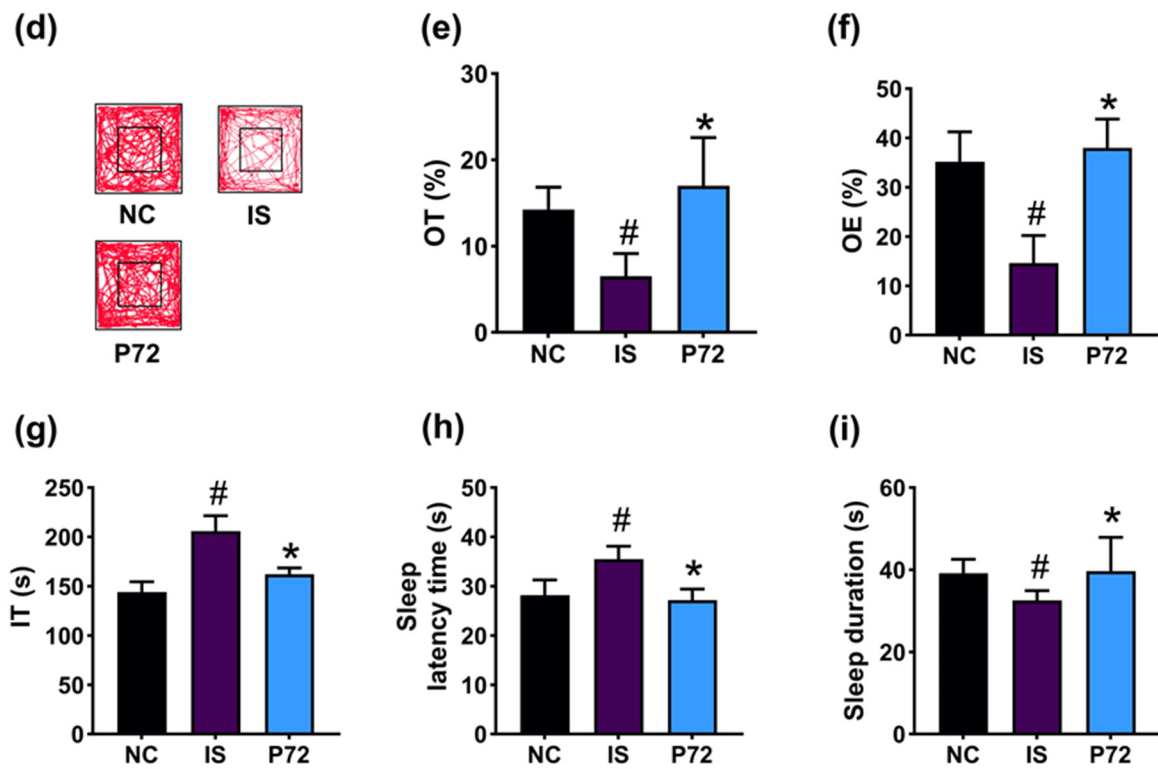 (d)
NC
IS
P72
(e)
OT (%)
30
20
10
0
#
*
NC
IS
P72
(f)
OE (%)
50
40
30
20
10
0
#
*
NC
IS
P72
(g)
IT (s)
250
200
150
100
50
0
#
*
NC
IS
P72
(h)
Sleep
latency time (s)
50
40
30
20
10
0
#
*
NC
IS
P72
(i)
Sleep duration (s)
60
40
20
0
#
*
NC
IS
P72